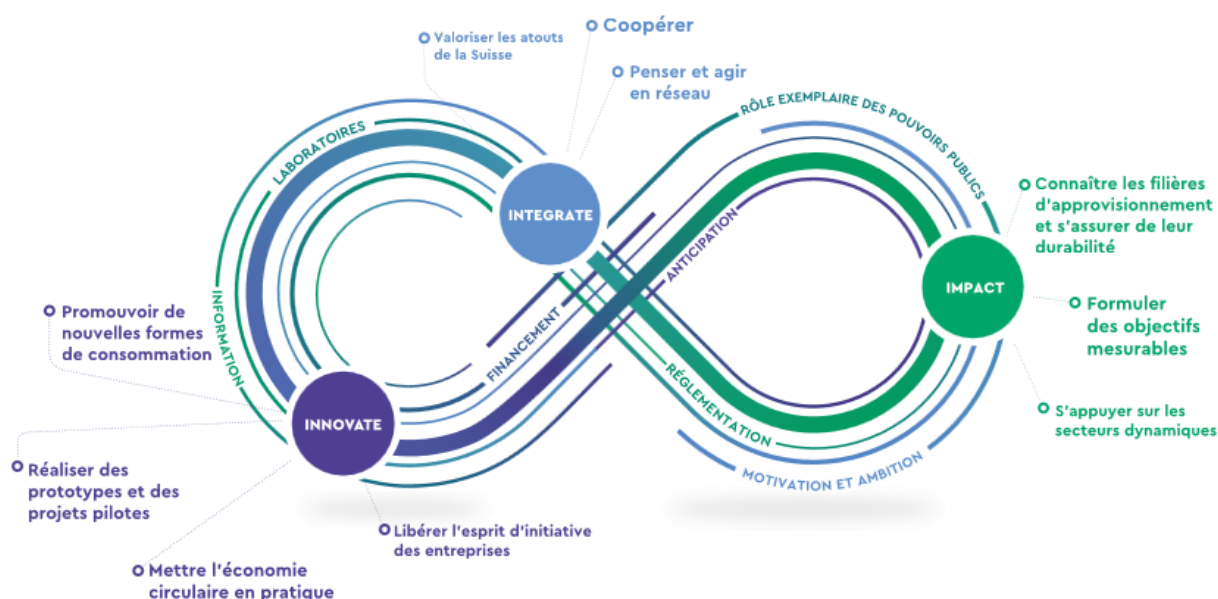 Coopérer
Valoriser les atouts
de la Suisse
Penser et agir
en réseau
LABORATOIRES
RÔLE EXEMPLAIRE DES POUVOIRS PUBLICS
INTEGRATE
ANTICIPATION
Connaître les filières
d'approvisionnement
et s'assurer de leur
durabilité
IMPACT
Formuler
des objectifs
mesurables
INFORMATION
FINANCEMENT
Promouvoir de
nouvelles formes
de consommation
RÉGLEMENTATION
S'appuyer sur les
secteurs dynamiques
INNOVATE
MOTIVATION ET AMBITION
Réaliser des
prototypes et des
projets pilotes
Libérer l'esprit d'initiative
des entreprises
Mettre l'économie
circulaire en pratique